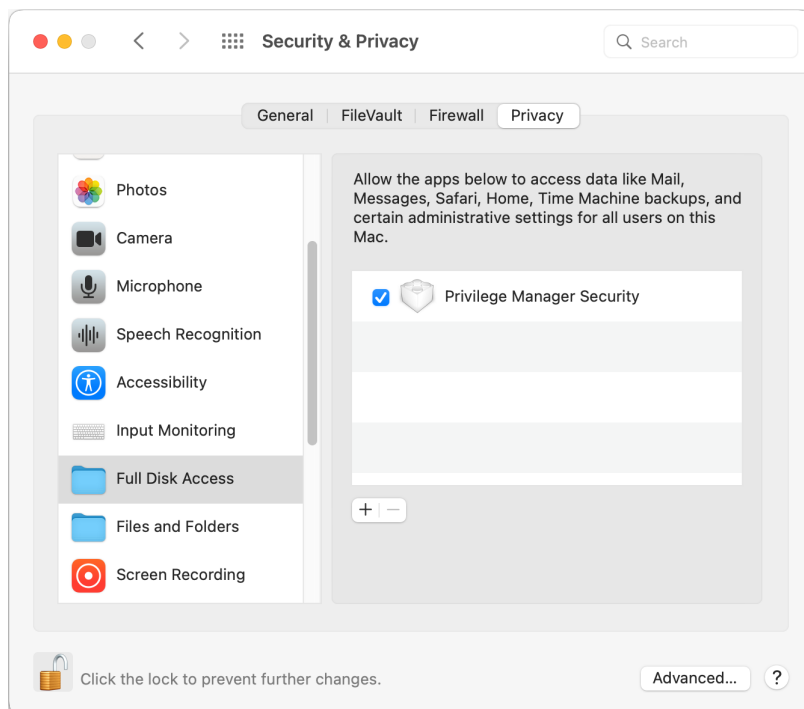 Security & Privacy
Search
General
FileVault
Firewall
Privacy
Photos
Camera
Microphone
Speech Recognition
Accessibility
Input Monitoring
Full Disk Access
Files and Folders
Screen Recording
Allow the apps below to access data like Mail,
Messages, Safari, Home, Time Machine backups, and
certain administrative settings for all users on this
Mac.
Privilege Manager Security
+
−
Click the lock to prevent further changes.
Advanced...
?